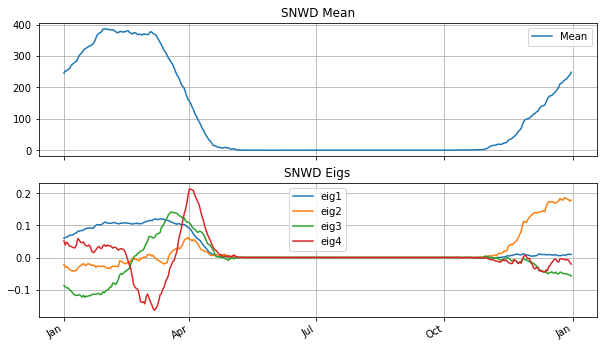 SNWD Mean
400
300
200
100
0
Mean
SNWD Eigs
0.2
0.1
0.0
−0.1
eig1
eig2
eig3
eig4
Jan
Apr
Jul
Oct
Jan